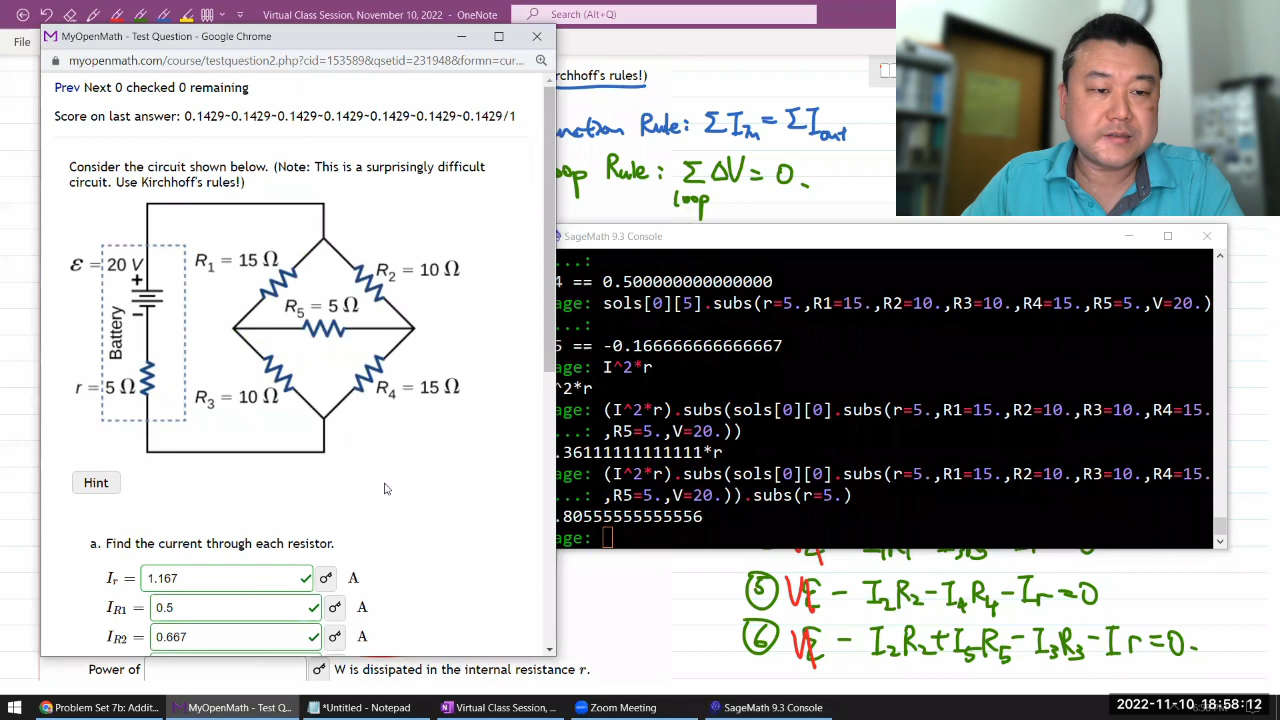 Virtual Class Session, November 10, 2022 - OneNote
Search (Alt+Q)
File
MyOpenMath - Test Question - Google Chrome
myopenmath.com/course/testquestion2.php?cid=153589&qsetid=231948&formn=cur...
Prev Next 0 checked 0 remaining
Score on last answer: 0.1429~0.1429~0.1429~0.1429~0.1429~0.1429~0.1429/1
Consider the circuit shown below. (Note: This is a surprisingly difficult
circuit. Use Kirchhoff's rules!)
ε = 20 V
+
-
Battery
r = 5 Ω
R1 = 15 Ω
R2 = 10 Ω
R5 = 5 Ω
R3 = 10 Ω
R4 = 15 Ω
Hint
a. Find the current through each resistor.
Ir = 1.167 A
IR1 = 0.5 A
IR2 = 0.667 A
Power of W is dissipated in the internal resistance r.
irchhoff's rules!)
nction Rule: ΣIin = ΣIout
oop Rule: ΣΔV = 0.
loop
SageMath 9.3 Console
...:
4 == 0.500000000000000
age: sols[0][5].subs(r=5.,R1=15.,R2=10.,R3=10.,R4=15.,R5=5.,V=20.)
...:
5 == -0.166666666666667
age: I^2*r
^2*r
age: (I^2*r).subs(sols[0][0].subs(r=5.,R1=15.,R2=10.,R3=10.,R4=15.
...: ,R5=5.,V=20.))
.36111111111111*r
age: (I^2*r).subs(sols[0][0].subs(r=5.,R1=15.,R2=10.,R3=10.,R4=15.
...: ,R5=5.,V=20.)).subs(r=5.)
.80555555555556
age:
⑤ V - I2R2 - I4R4 - Ir = 0
⑥ V - I2R2 + I5R5 - I3R3 - Ir = 0.
Problem Set 7b: Addit...
MyOpenMath - Test Q...
*Untitled - Notepad
Virtual Class Session, ...
Zoom Meeting
SageMath 9.3 Console
2022-11-10 18:58:12